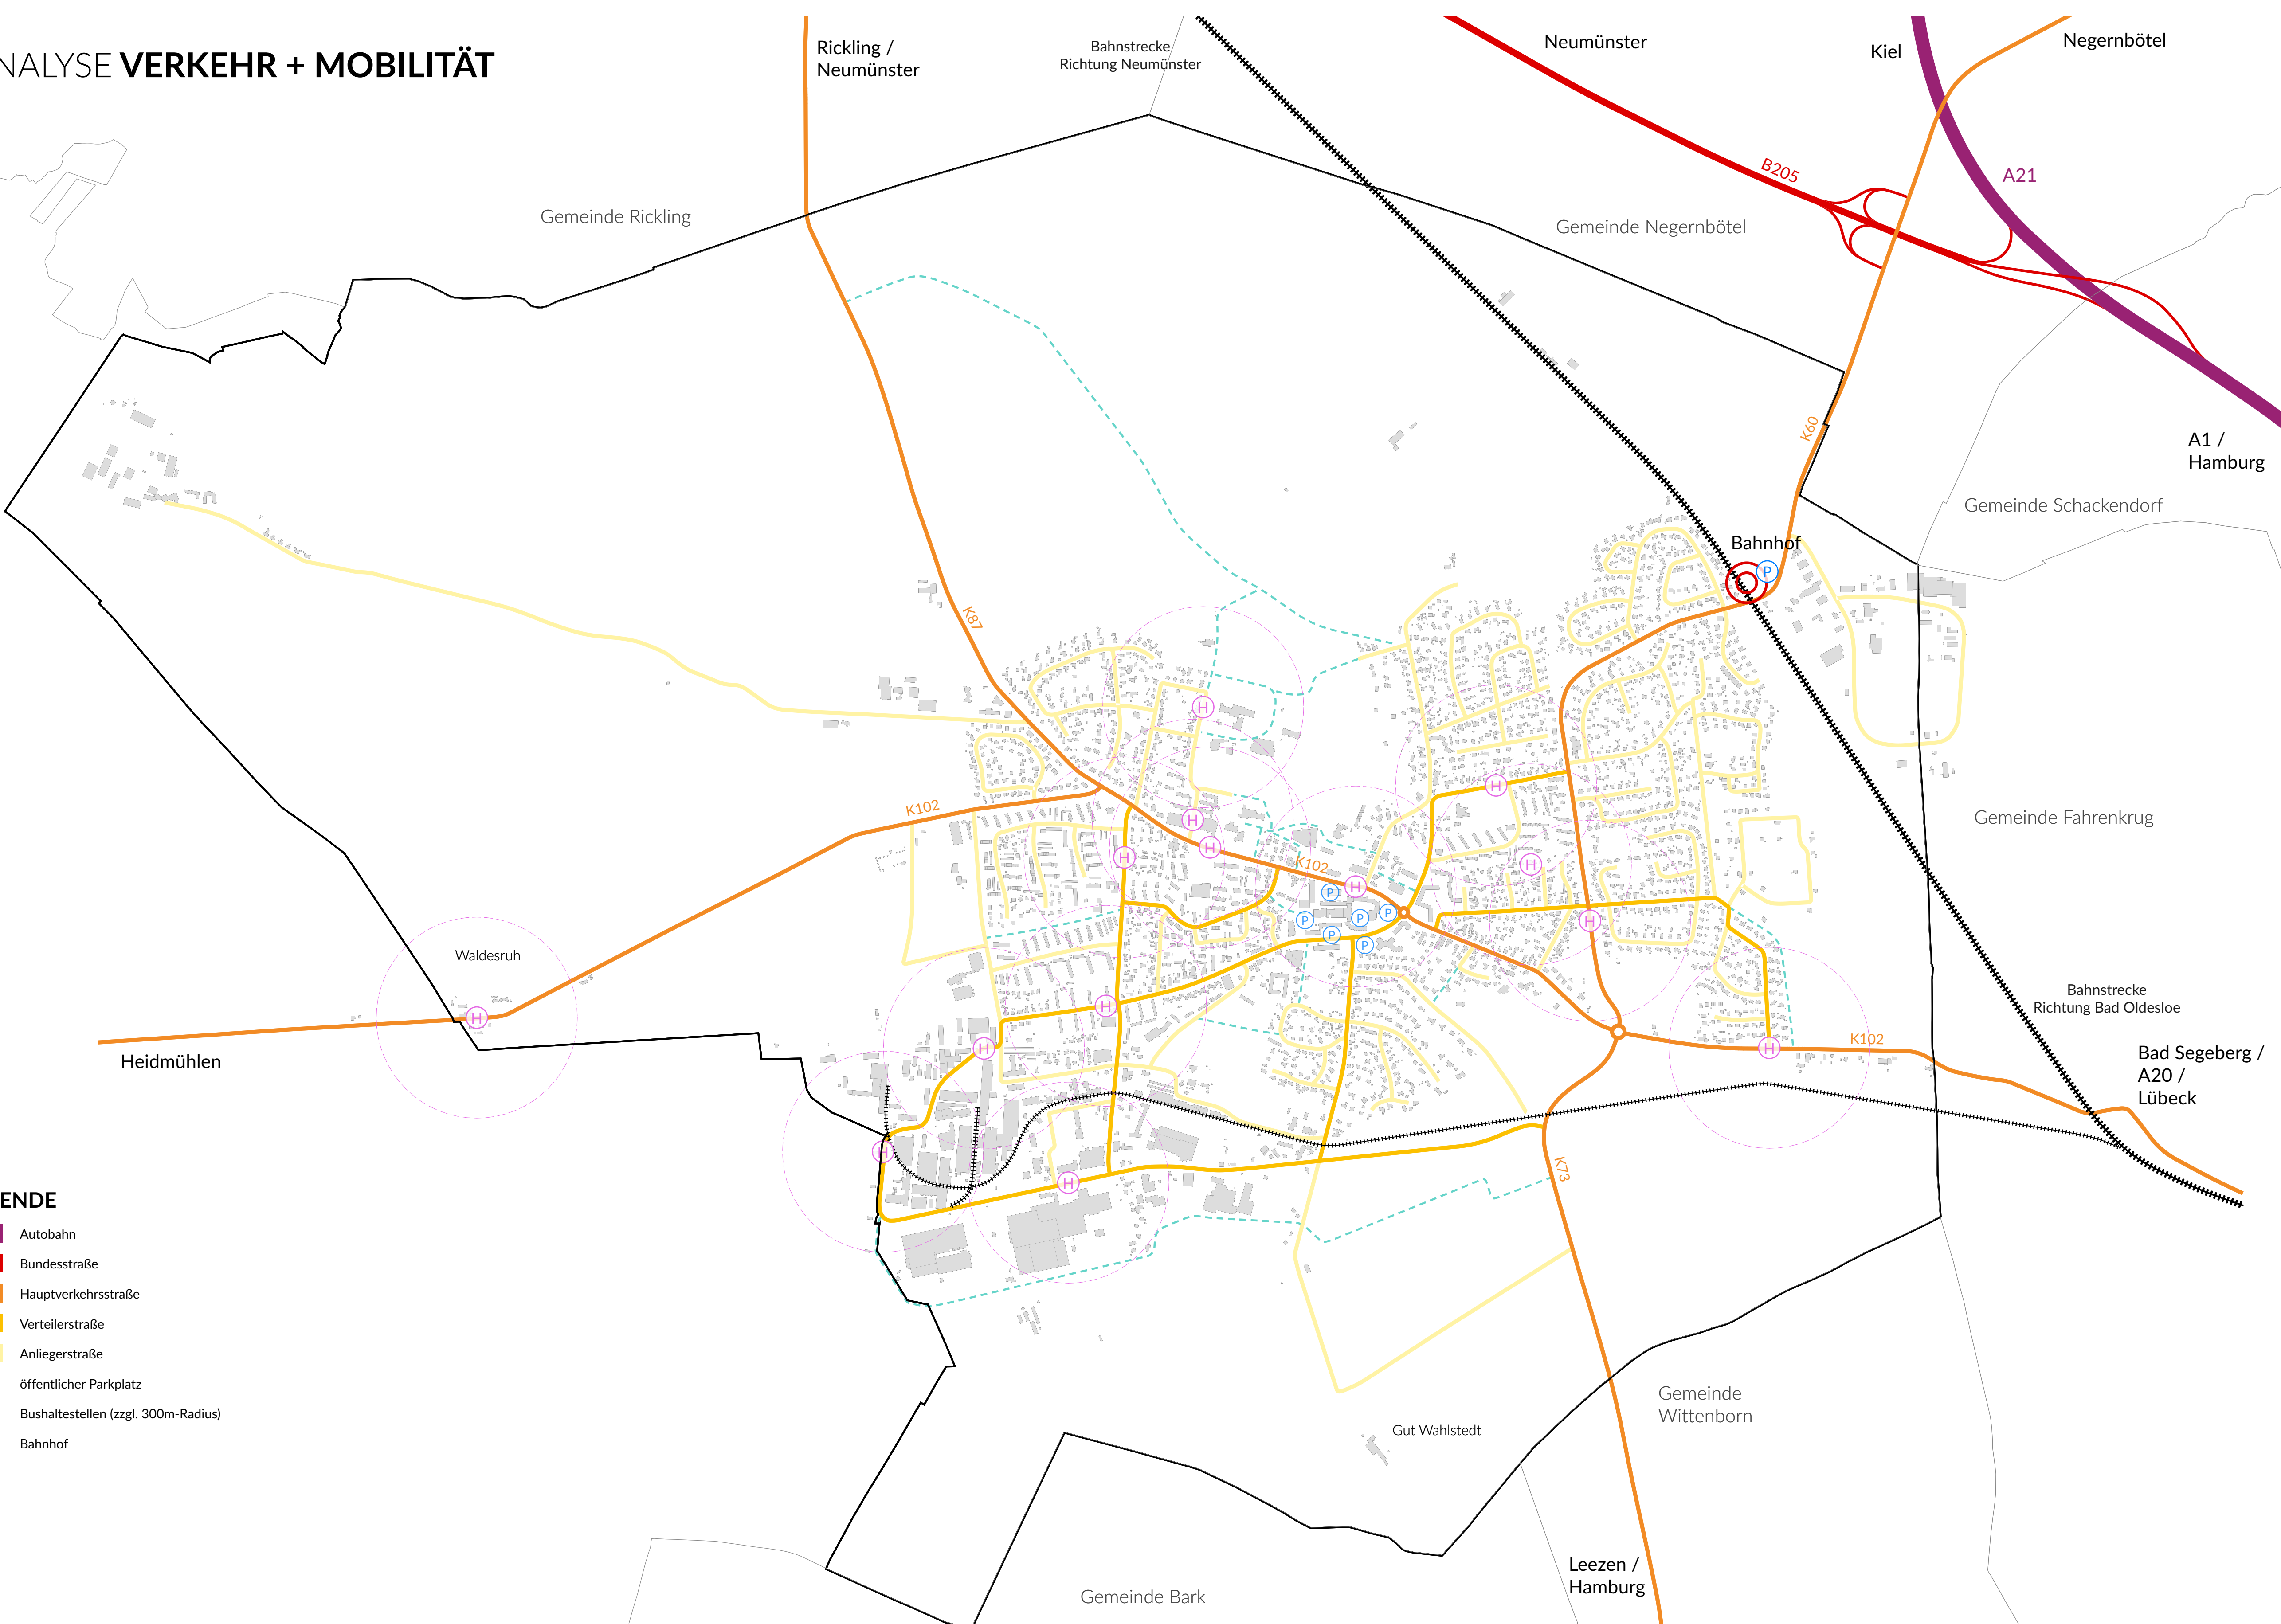 NALYSE VERKEHR + MOBILITÄT
Rickling /
Neumünster
Bahnstrecke
Richtung Neumünster
Neumünster
Kiel
Negernbötel
B205
A21
Gemeinde Rickling
Gemeinde Negernbötel
K60
A1 /
Hamburg
Gemeinde Schackendorf
Bahnhof
P
K87
H
H
K102
H
H
H
K102
H
H
H
Gemeinde Fahrenkrug
P
P
P
P
P
P
H
Waldesruh
H
Heidmühlen
H
H
Bahnstrecke
Richtung Bad Oldesloe
H
K102
Bad Segeberg /
A20 /
Lübeck
H
H
K73
ENDE
Autobahn
Bundesstraße
Hauptverkehrsstraße
Verteilerstraße
Anliegerstraße
öffentlicher Parkplatz
Bushaltestellen (zzgl. 300m-Radius)
Bahnhof
Gemeinde
Wittenborn
Gut Wahlstedt
Leezen /
Hamburg
Gemeinde Bark